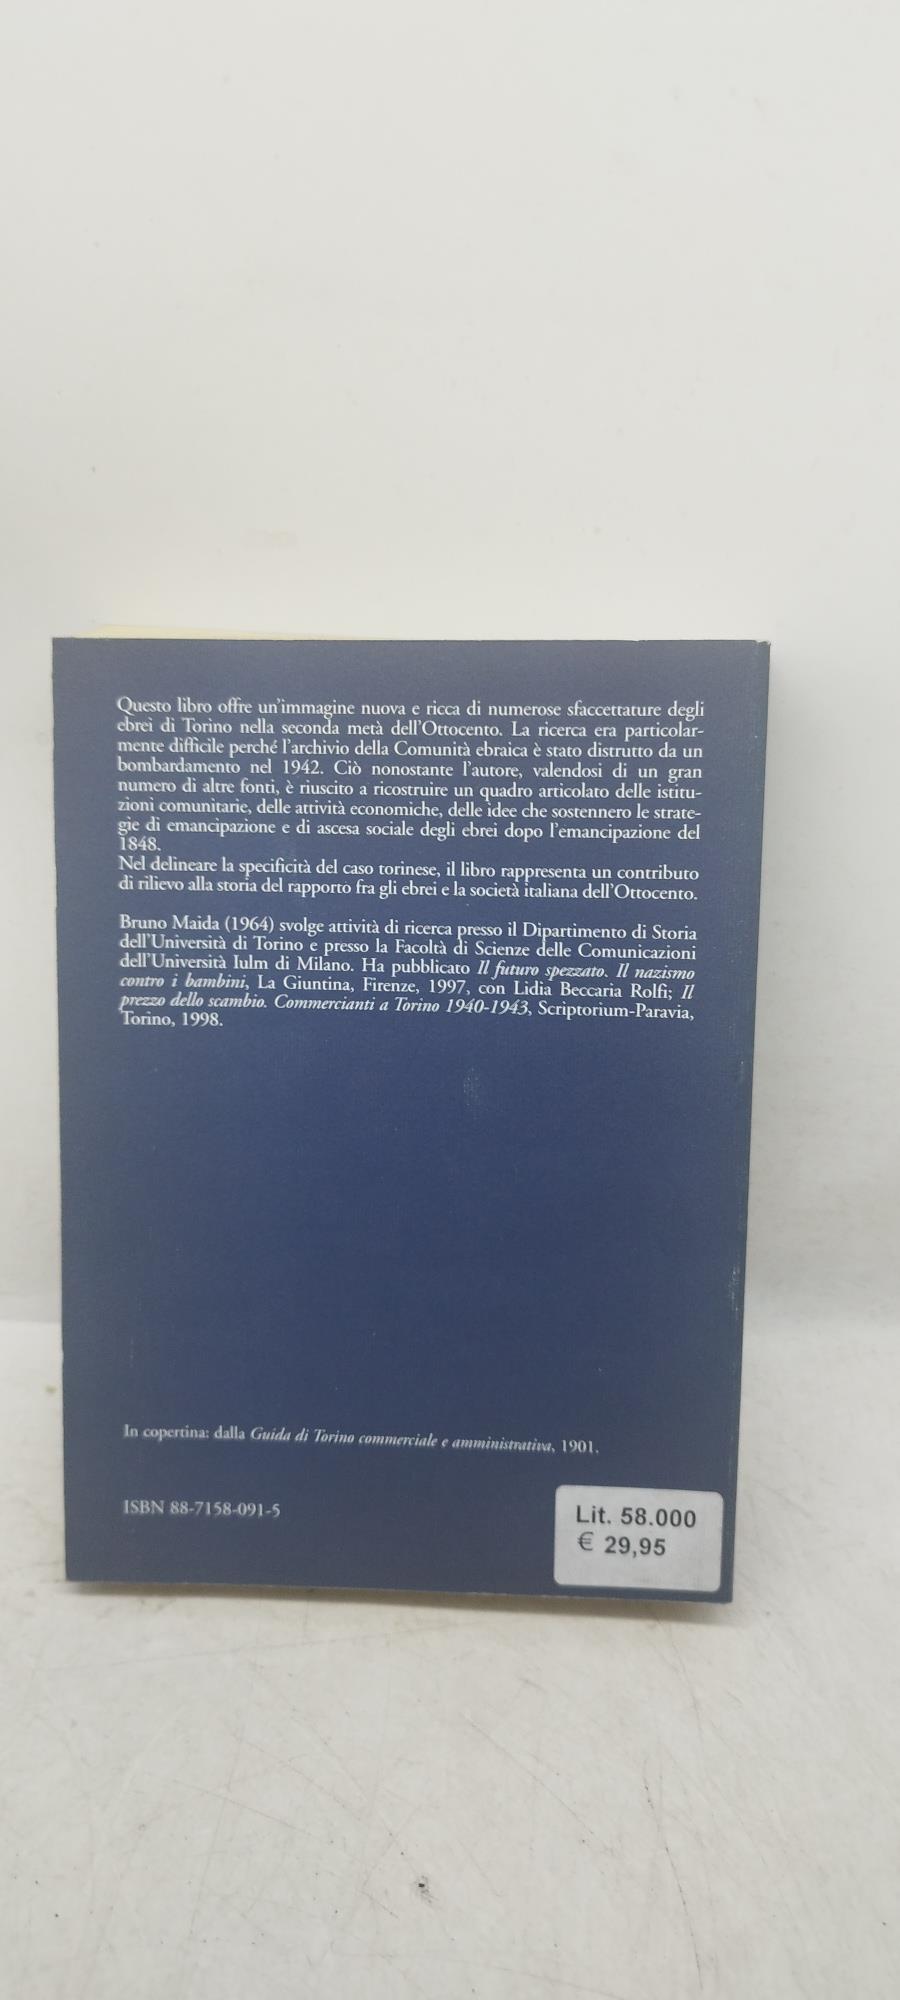 Questo libro offre un'immagine nuova e ricca di numerose sfaccettature degli
ebrei di Torino nella seconda metà dell'Ottocento. La ricerca era particolar-
mente difficile perché l'archivio della Comunità ebraica è stato distrutto da un
bombardamento nel 1942. Ciò nonostante l'autore, valendosi di un gran
numero di altre fonti, è riuscito a ricostruire un quadro articolato delle istitu-
zioni comunitarie, delle attività economiche, delle idee che sostennero le strate-
gie di emancipazione e di ascesa sociale degli ebrei dopo l'emancipazione del
1848.
Nel delineare la specificità del caso torinese, il libro rappresenta un contributo
di rilievo alla storia del rapporto fra gli ebrei e la società italiana dell'Ottocento.
Bruno Maida (1964) svolge attività di ricerca presso il Dipartimento di Storia
dell'Università di Torino e presso la Facoltà di Scienze delle Comunicazioni
dell'Università Iulm di Milano. Ha pubblicato Il futuro spezzato. Il nazismo
contro i bambini, La Giuntina, Firenze, 1997, con Lidia Beccaria Rolfi; Il
prezzo dello scambio. Commercianti a Torino 1940-1943, Scriptorium-Paravia,
Torino, 1998.
In copertina: dalla Guida di Torino commerciale e amministrativa, 1901.
ISBN 88-7158-091-5
Lit. 58.000
€ 29,95